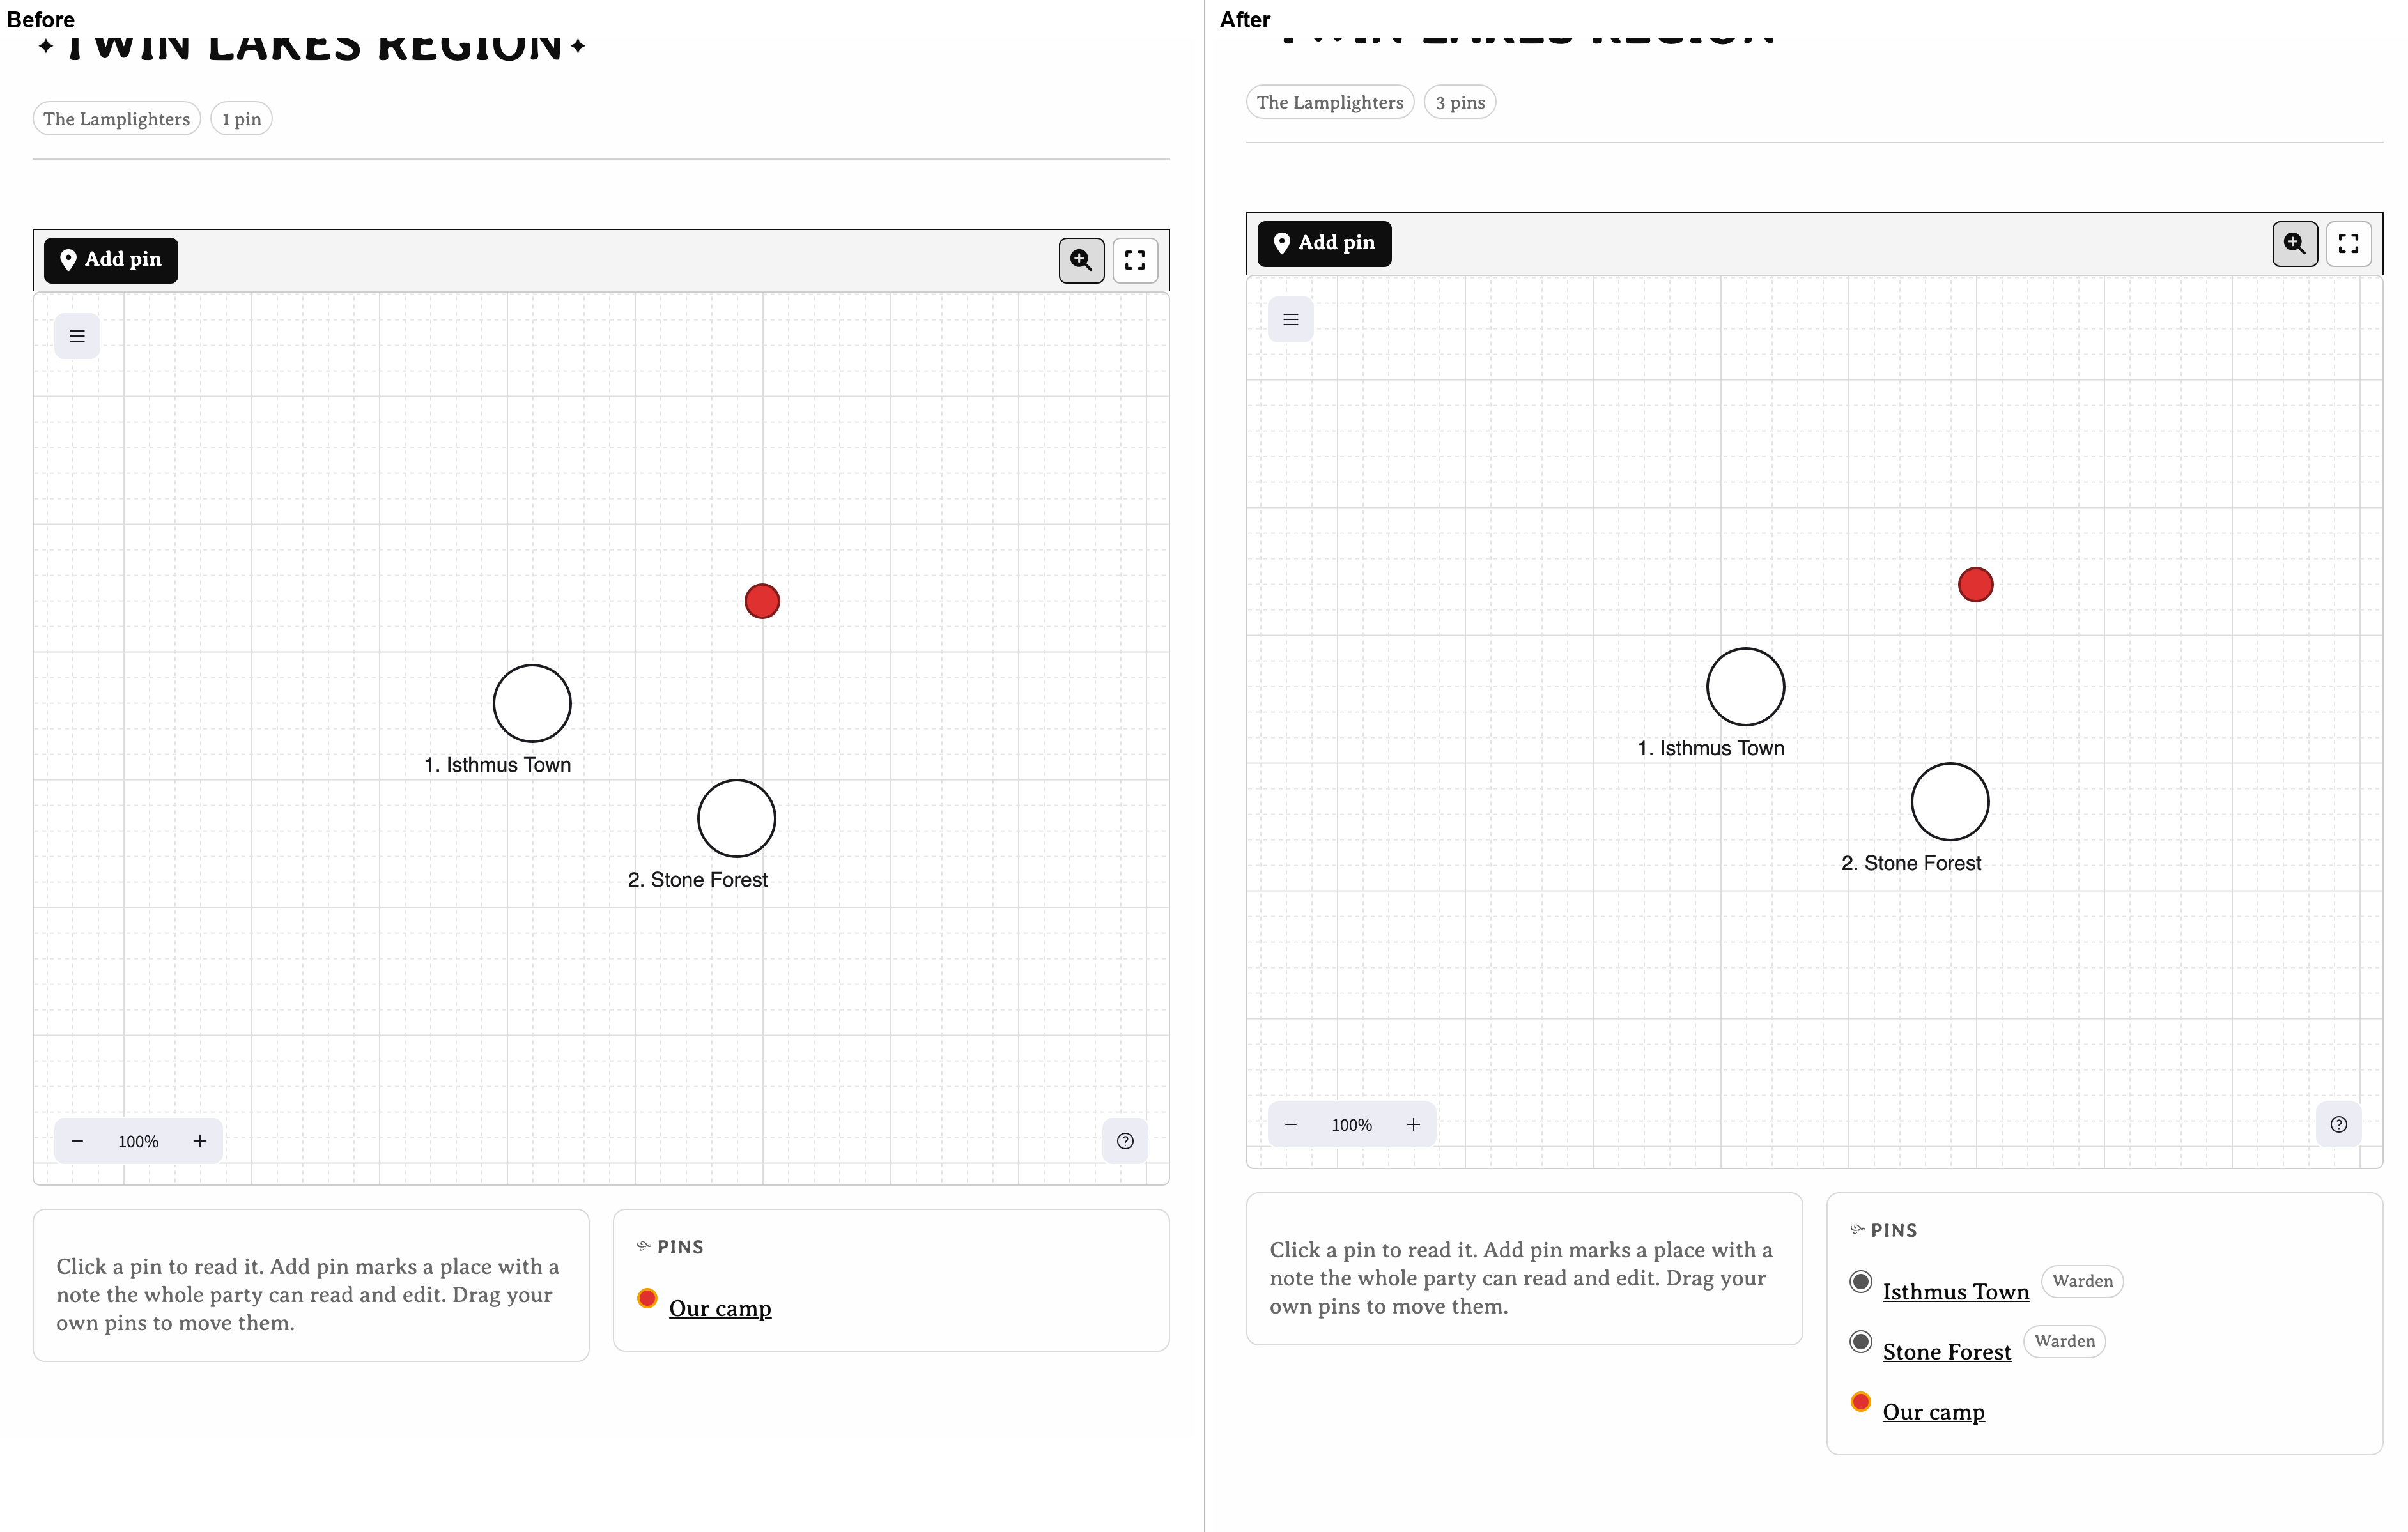 Before
TWIN LAKES REGION
The Lamplighters
1 pin
Add pin
1. Isthmus Town
2. Stone Forest
100%
Click a pin to read it. Add pin marks a place with a
note the whole party can read and edit. Drag your
own pins to move them.
PINS
Our camp
After
TWIN LAKES REGION
The Lamplighters
3 pins
Add pin
1. Isthmus Town
2. Stone Forest
100%
Click a pin to read it. Add pin marks a place with a
note the whole party can read and edit. Drag your
own pins to move them.
PINS
Isthmus Town Warden
Stone Forest Warden
Our camp